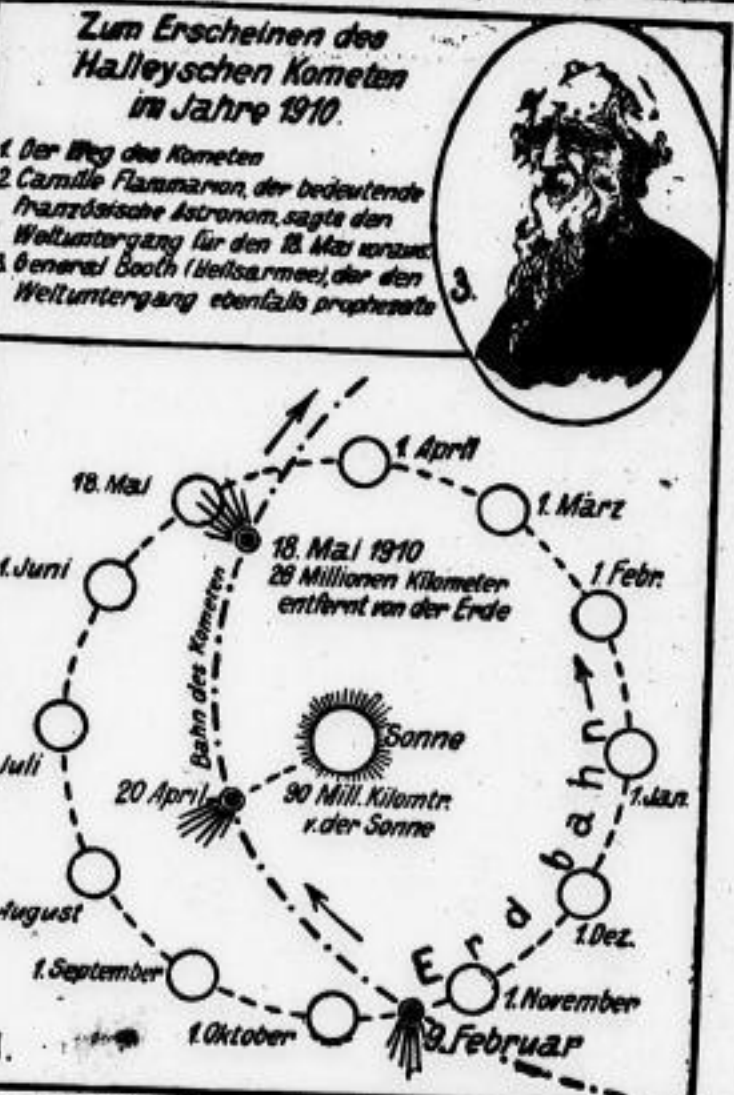 Zum Erscheinen des
Halleyschen Kometen
im Jahre 1910.
1. Der Weg des Kometen
2. Camille Flammarion, der bedeutende
französische Astronom, sagte den
Weltuntergang für den 18. Mai voraus.
3. General Booth (Heilsarmee), der den
Weltuntergang ebenfalls prophezeite
3.
1. April
18. Mai
1. März
18. Mai 1910
26 Millionen Kilometer
entfernt von der Erde
1. Juni
1. Febr.
Bahn des Kometen
Sonne
Juli
20 April
90 Mill. Kilomtr.
v. der Sonne
1. Jan.
Erdbahn
August
1. Dez.
1. September
1. November
1. Oktober
9. Februar